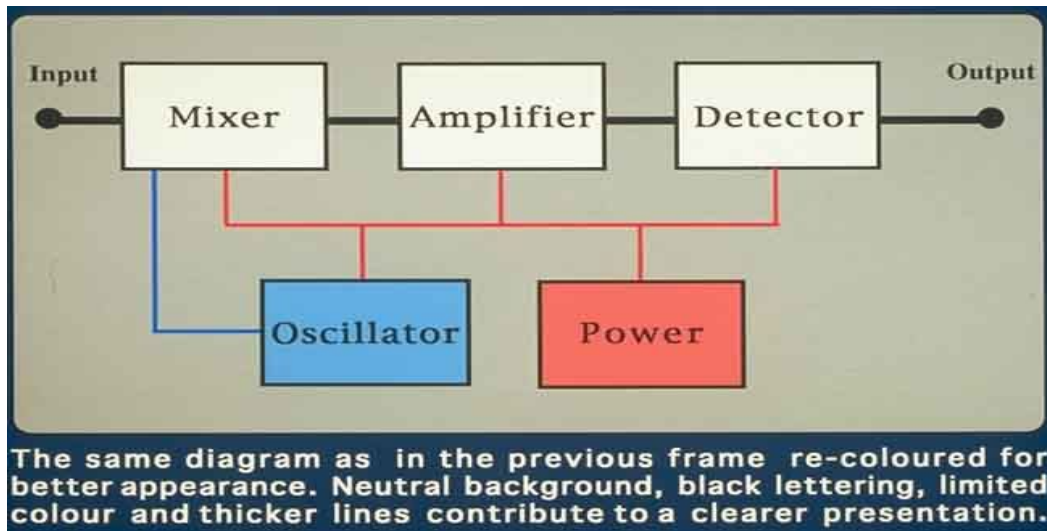 Input
Output
Mixer
Amplifier
Detector
Oscillator
Power
The same diagram as in the previous frame re-coloured for
better appearance. Neutral background, black lettering, limited
colour and thicker lines contribute to a clearer presentation.